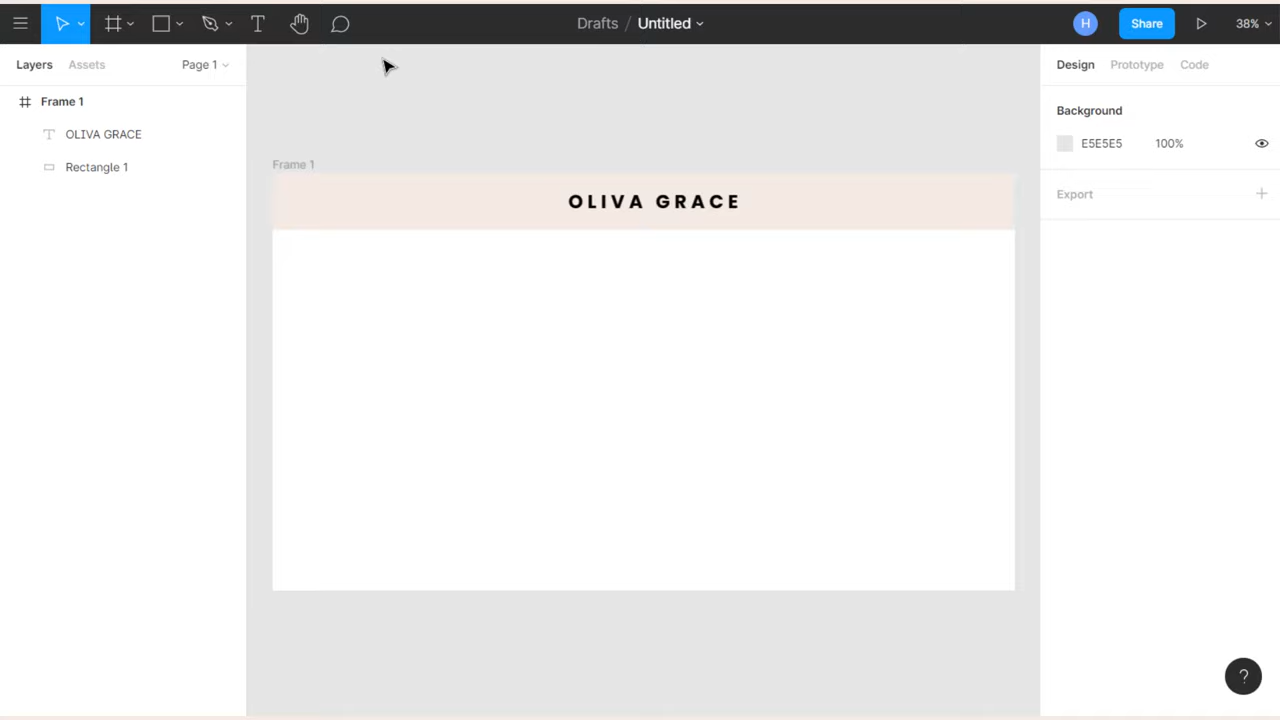 Drafts / Untitled
H
Share
38%
Layers
Assets
Page 1
Design
Prototype
Code
Frame 1
OLIVA GRACE
Rectangle 1
Background
E5E5E5
100%
Export
Frame 1
OLIVA GRACE
?